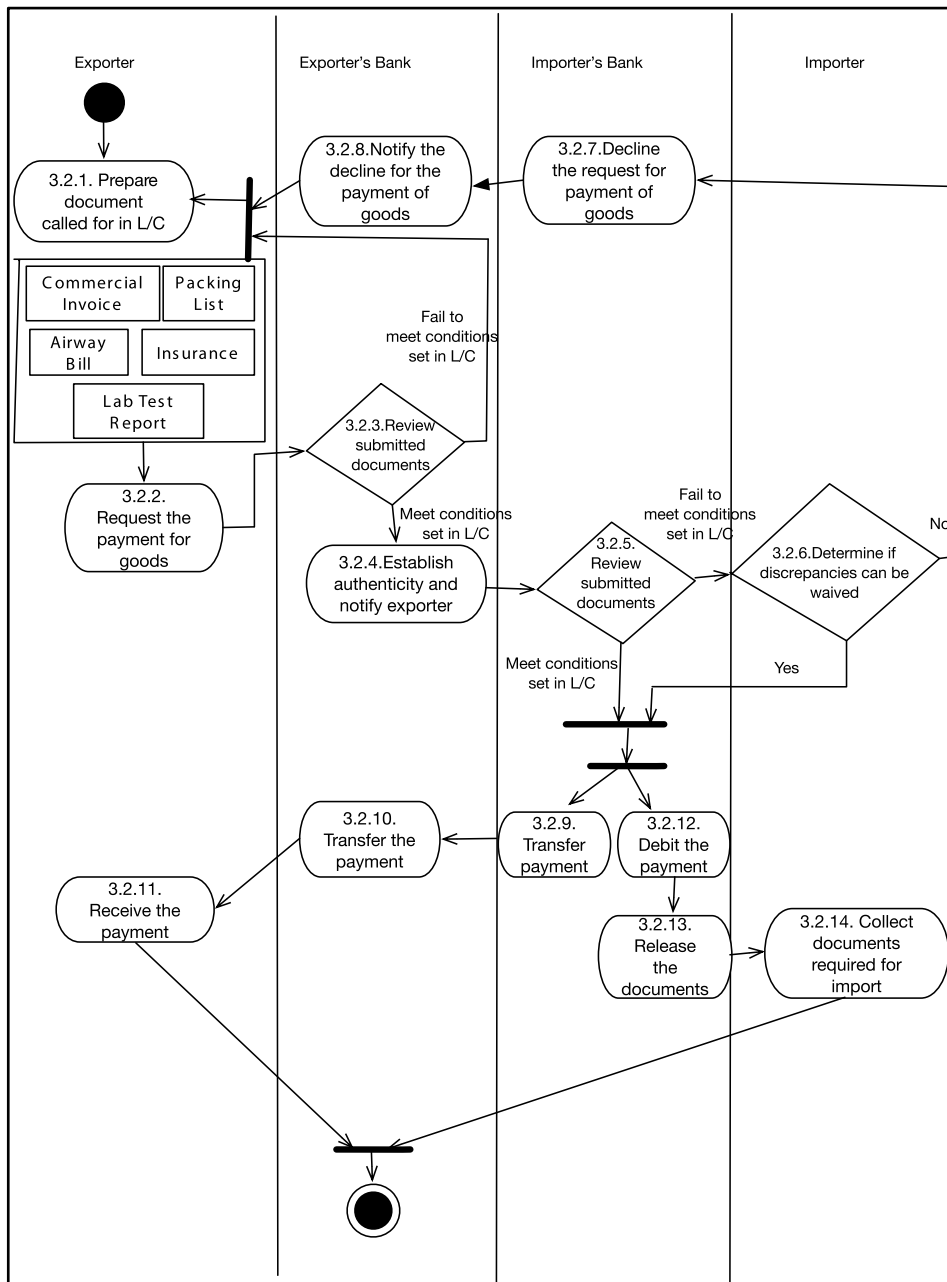 Exporter
Exporter's Bank
Importer's Bank
Importer
3.2.1. Prepare
document
called for in L/C
3.2.8.Notify the
decline for the
payment of
goods
3.2.7.Decline
the request for
payment of
goods
Commercial
Invoice
Packing
List
Airway
Bill
Insurance
Lab Test
Report
Fail to
meet conditions
set in L/C
3.2.3.Review
submitted
documents
3.2.2.
Request the
payment for
goods
Meet conditions
set in L/C
3.2.4.Establish
authenticity and
notify exporter
3.2.5.
Review
submitted
documents
Fail to
meet conditions
set in L/C
3.2.6.Determine if
discrepancies can be
waived
No
Meet conditions
set in L/C
Yes
3.2.10.
Transfer the
payment
3.2.9.
Transfer
payment
3.2.12.
Debit the
payment
3.2.11.
Receive the
payment
3.2.13.
Release
the
documents
3.2.14. Collect
documents
required for
import